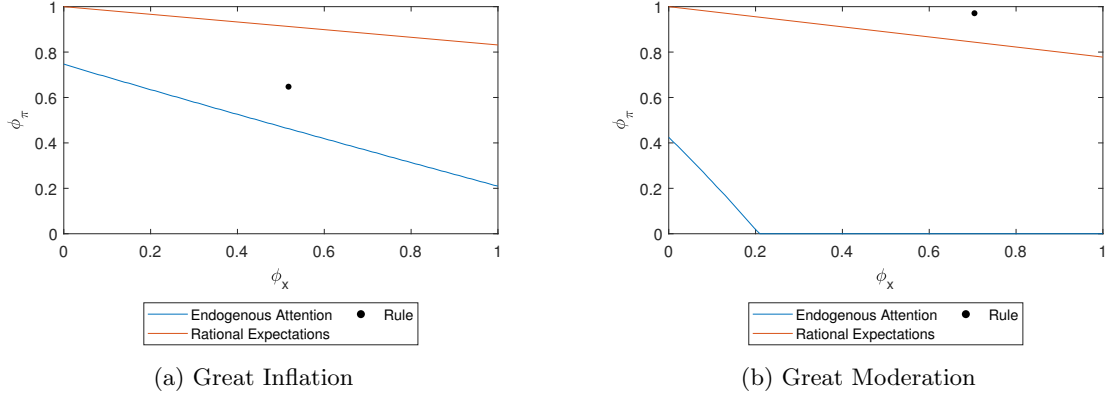 1
0.8
0.6
0.4
0.2
0
ϕπ
0 0.2 0.4 0.6 0.8 1
ϕx
Endogenous Attention Rule
Rational Expectations
(a) Great Inflation
1
0.8
0.6
0.4
0.2
0
ϕπ
0 0.2 0.4 0.6 0.8 1
ϕx
Endogenous Attention Rule
Rational Expectations
(b) Great Moderation